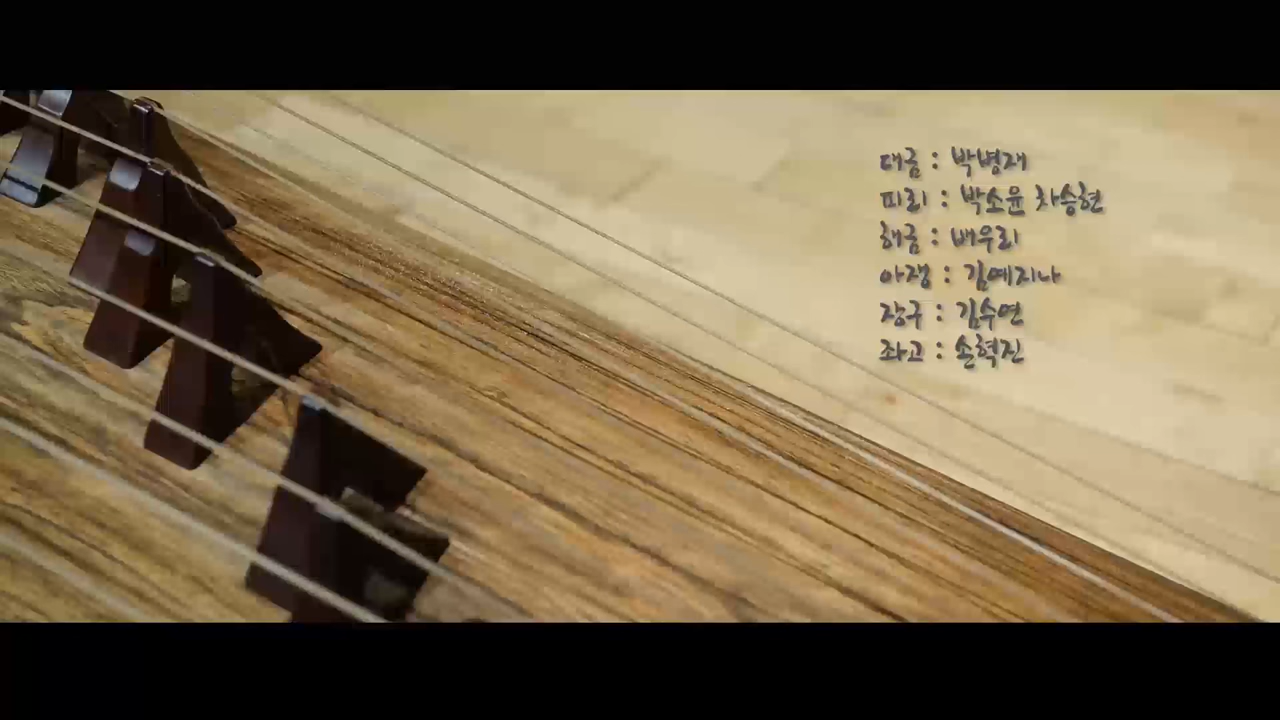 대금 : 박병재
피리 : 박소윤 차승현
해금 : 배우리
아쟁 : 김예지나
장구 : 김수연
좌고 : 손혁진